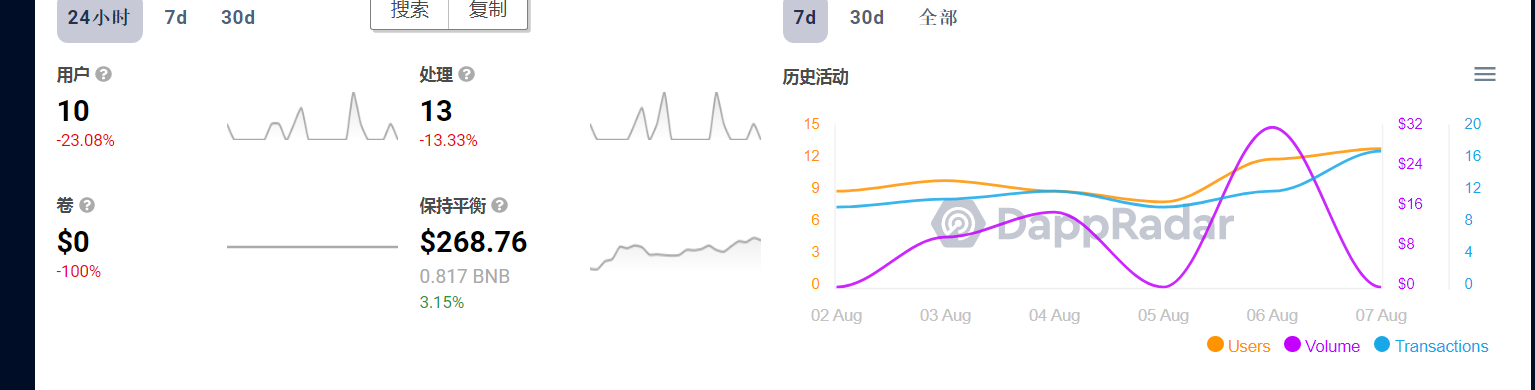 24小时 7d 30d
搜索 复制
用户
10
-23.08%
处理
13
-13.33%
卷
$0
-100%
保持平衡
$268.76
0.817 BNB
3.15%
7d 30d 全部
历史活动
15 $32 20
12 $24 16
9 $16 12
6 $8 8
3 $0 4
0 0
DappRadar
02 Aug 03 Aug 04 Aug 05 Aug 06 Aug 07 Aug
Users Volume Transactions